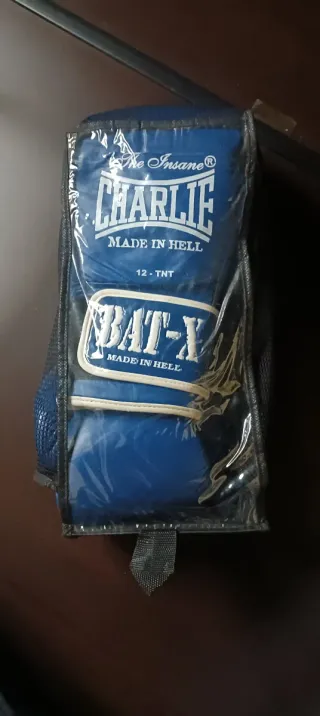 The Insane®
CHARLIE
MADE IN HELL
12 - TNT
BAT-X
MADE IN HELL